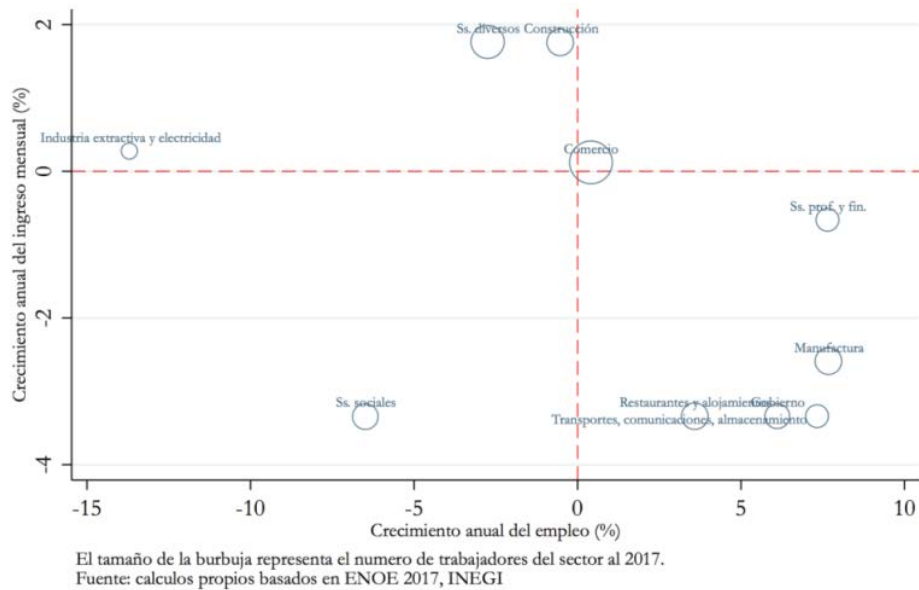 Crecimiento anual del ingreso mensual (%)
2
0
-2
-4
Ss. diversos
Construcción
Industria extractiva y electricidad
Comercio
Ss. prof. y fin.
Manufactura
Ss. sociales
Restaurantes y alojamientos
Gobierno
Transportes, comunicaciones, almacenamiento
-15
-10
-5
0
5
10
Crecimiento anual del empleo (%)
El tamaño de la burbuja representa el numero de trabajadores del sector al 2017.
Fuente: calculos propios basados en ENOE 2017, INEGI